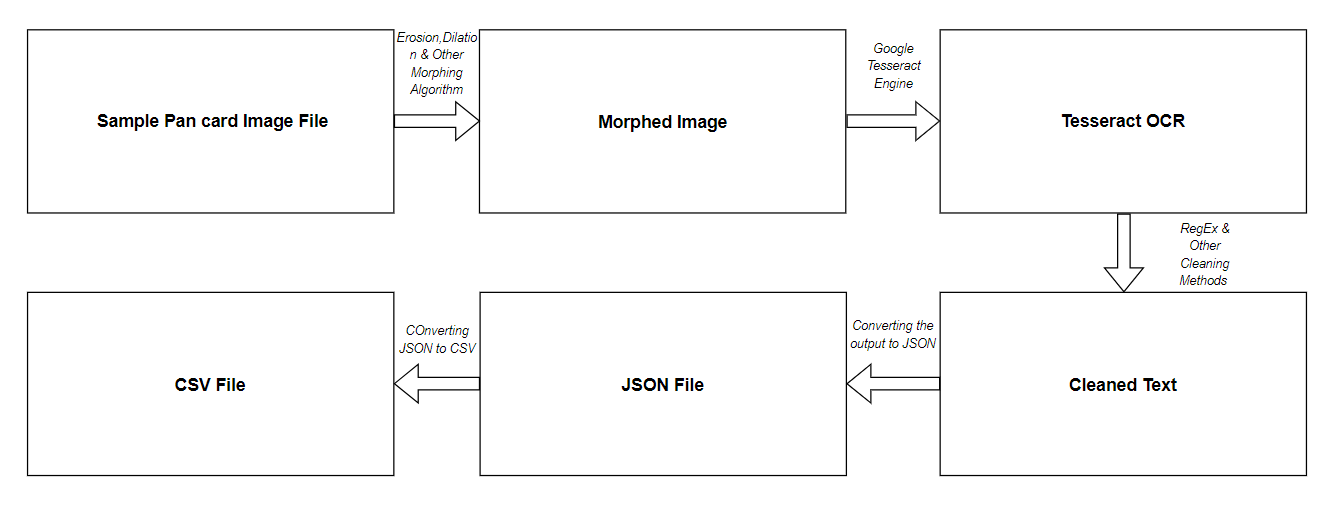 Sample Pan card Image File
Erosion,Dilatio
n & Other
Morphing
Algorithm
Morphed Image
Google
Tesseract
Engine
Tesseract OCR
RegEx &
Other
Cleaning
Methods
Cleaned Text
Converting the
output to JSON
JSON File
COnverting
JSON to CSV
CSV File